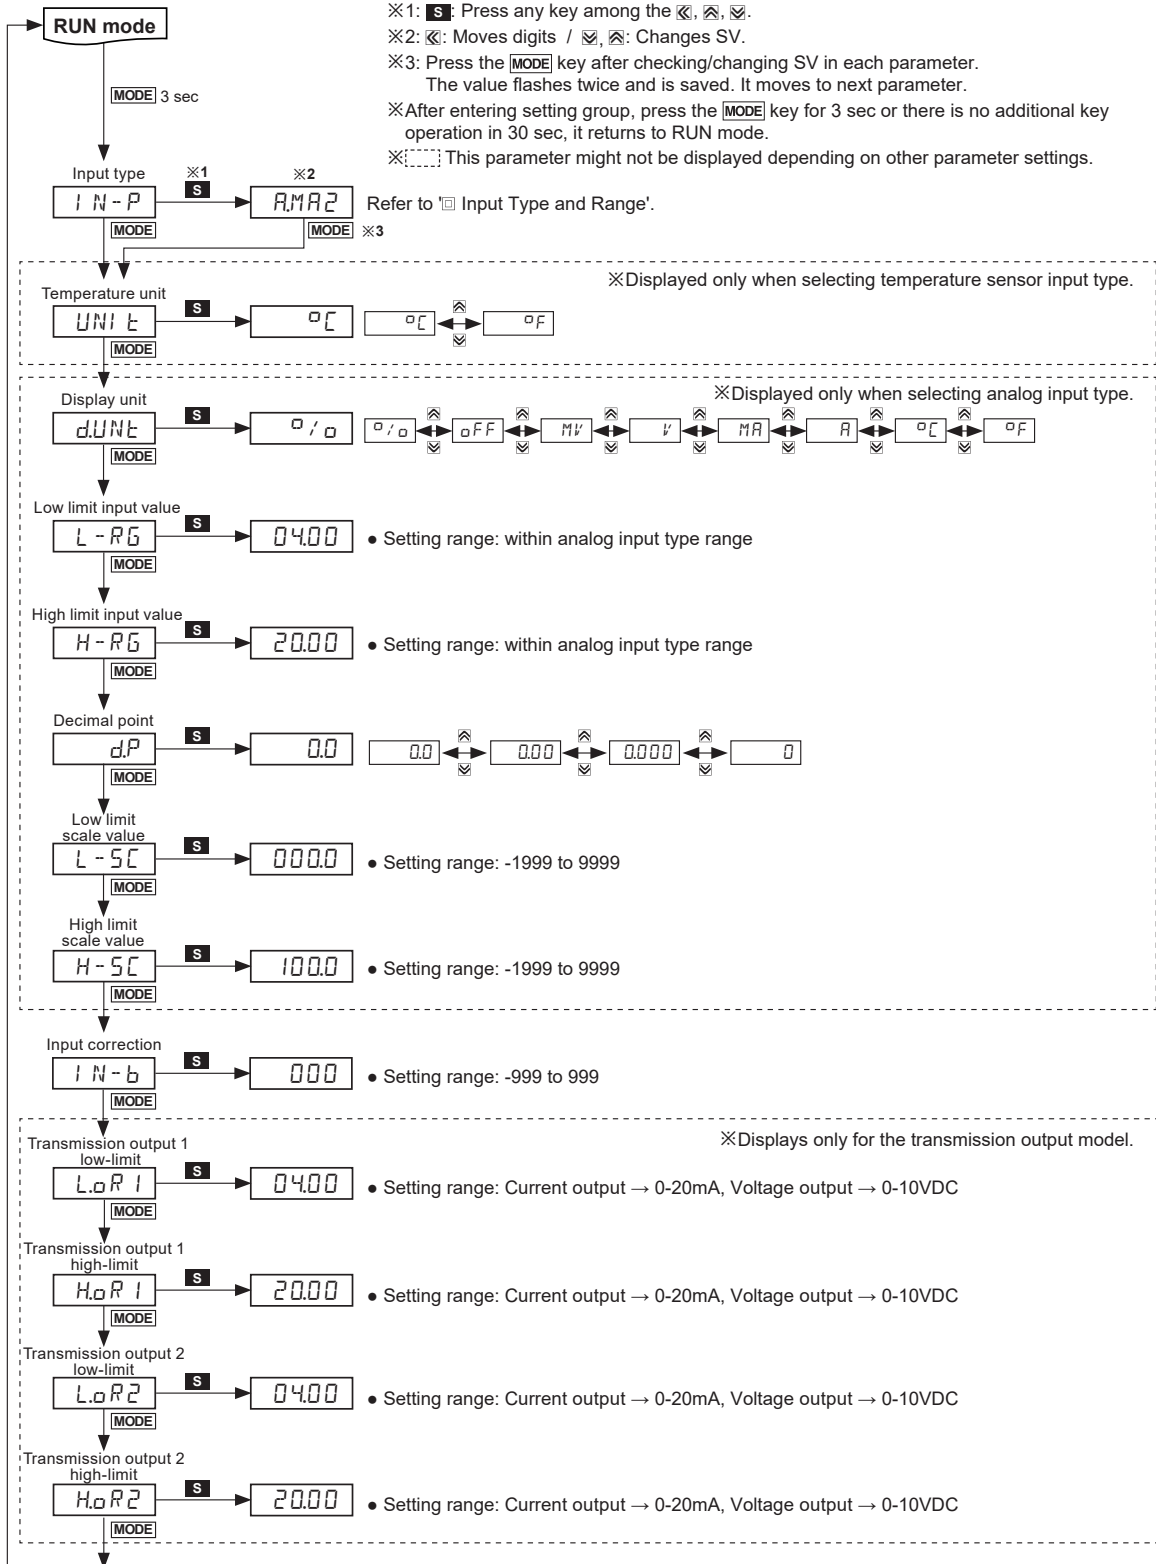 RUN mode
※1: S: Press any key among the «, ︽, ︾.
※2: «: Moves digits / ︾, ︽: Changes SV.
※3: Press the MODE key after checking/changing SV in each parameter.
The value flashes twice and is saved. It moves to next parameter.
※After entering setting group, press the MODE key for 3 sec or there is no additional key
operation in 30 sec, it returns to RUN mode.
※ This parameter might not be displayed depending on other parameter settings.
MODE 3 sec
Input type ※1 ※2
IN-P S A.MA2 Refer to '□ Input Type and Range'.
MODE MODE ※3
※Displayed only when selecting temperature sensor input type.
Temperature unit
UNIt S °C °C °F
MODE
※Displayed only when selecting analog input type.
Display unit
d.UNt S °/o °/o oFF MV V MA A °C °F
MODE
Low limit input value
L-RG S 04.00 ● Setting range: within analog input type range
MODE
High limit input value
H-RG S 20.00 ● Setting range: within analog input type range
MODE
Decimal point
d.P S 0.0 0.0 0.00 0.000 0
MODE
Low limit
scale value
L-SC S 000.0 ● Setting range: -1999 to 9999
MODE
High limit
scale value
H-SC S 100.0 ● Setting range: -1999 to 9999
MODE
Input correction
IN-b S 000 ● Setting range: -999 to 999
MODE
※Displays only for the transmission output model.
Transmission output 1
low-limit
L.oR1 S 04.00 ● Setting range: Current output → 0-20mA, Voltage output → 0-10VDC
MODE
Transmission output 1
high-limit
H.oR1 S 20.00 ● Setting range: Current output → 0-20mA, Voltage output → 0-10VDC
MODE
Transmission output 2
low-limit
L.oR2 S 04.00 ● Setting range: Current output → 0-20mA, Voltage output → 0-10VDC
MODE
Transmission output 2
high-limit
H.oR2 S 20.00 ● Setting range: Current output → 0-20mA, Voltage output → 0-10VDC
MODE